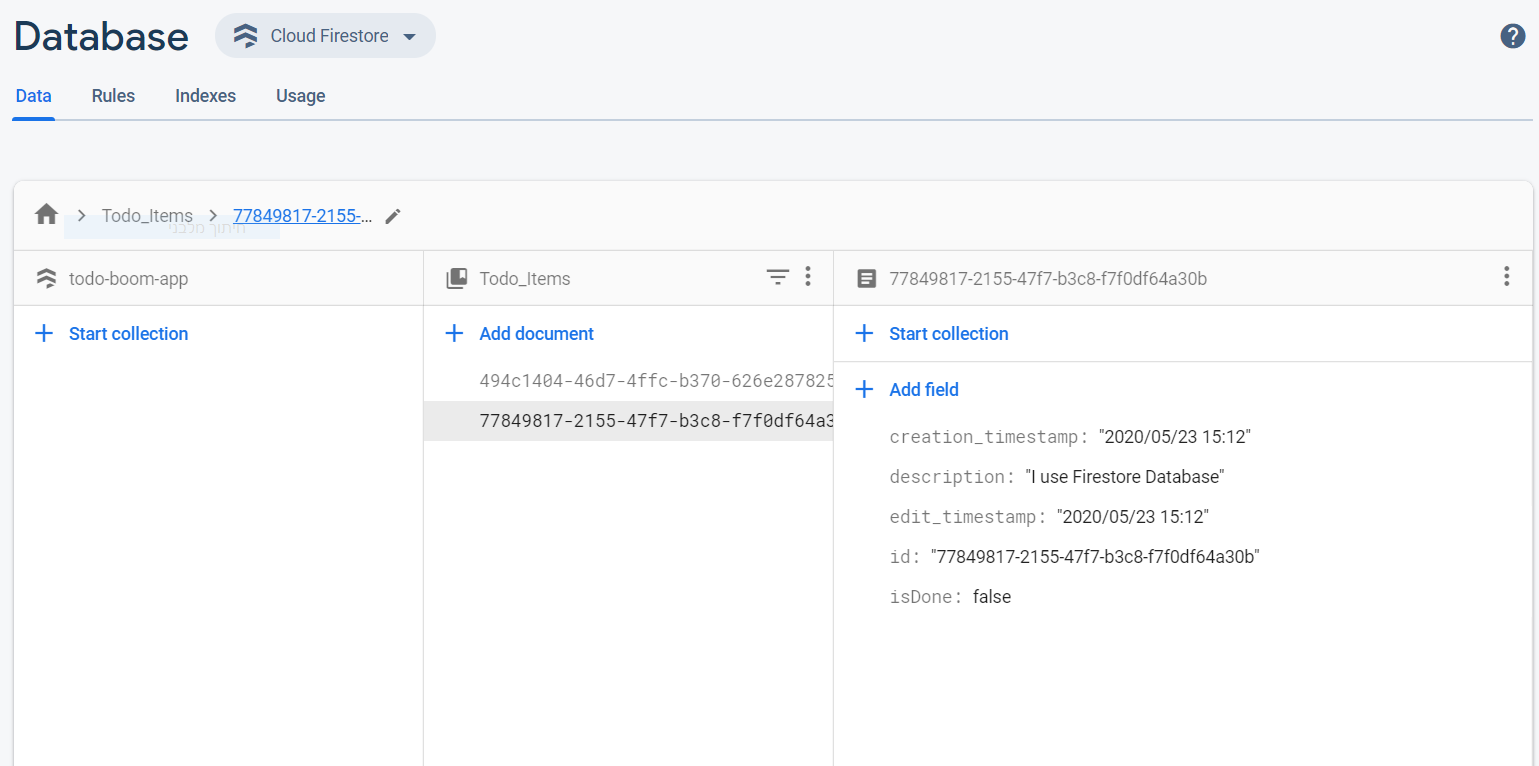 Database
Cloud Firestore
Data Rules Indexes Usage
Todo_Items 77849817-2155-...
חיתוך מלבני
todo-boom-app
Start collection
Todo_Items
Add document
494c1404-46d7-4ffc-b370-626e287825
77849817-2155-47f7-b3c8-f7f0df64a3
77849817-2155-47f7-b3c8-f7f0df64a30b
Start collection
Add field
creation_timestamp: "2020/05/23 15:12"
description: "I use Firestore Database"
edit_timestamp: "2020/05/23 15:12"
id: "77849817-2155-47f7-b3c8-f7f0df64a30b"
isDone: false